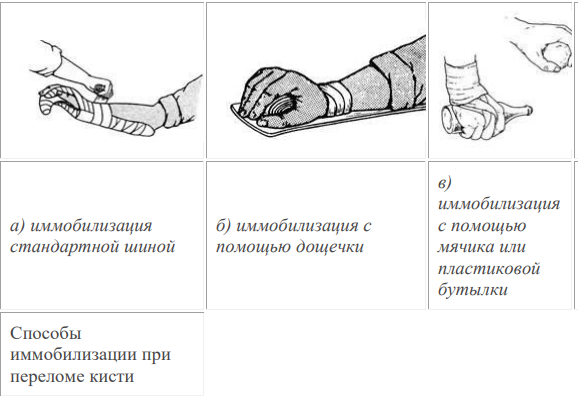 а) иммобилизация
стандартной шиной
б) иммобилизация с
помощью дощечки
в)
иммобилизация
с помощью
мячика или
пластиковой
бутылки
Способы
иммобилизации при
переломе кисти